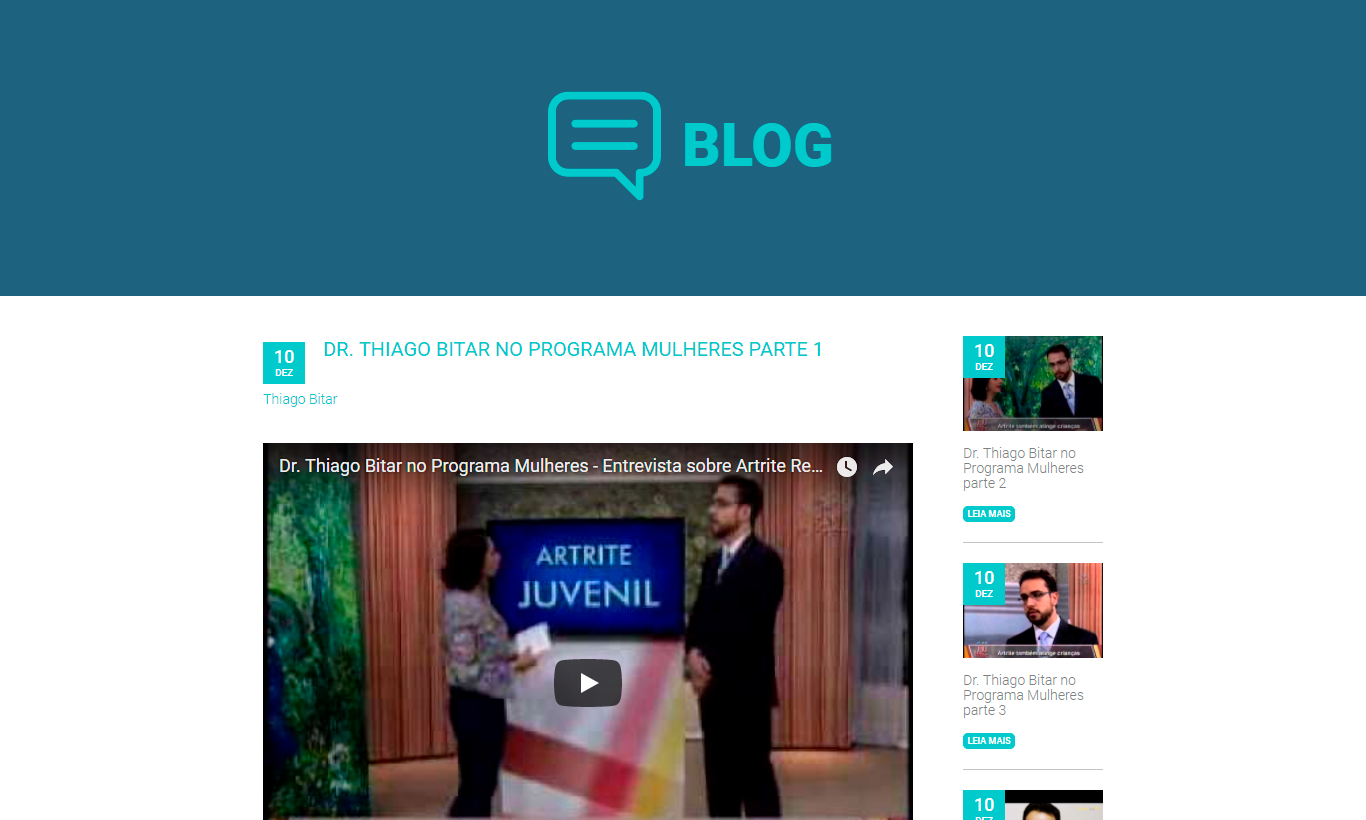 BLOG
10
DEZ
DR. THIAGO BITAR NO PROGRAMA MULHERES PARTE 1
Thiago Bitar
Dr. Thiago Bitar no Programa Mulheres - Entrevista sobre Artrite Re...
ARTRITE
JUVENIL
10
DEZ
Artrite também atinge crianças
Dr. Thiago Bitar no
Programa Mulheres
parte 2
LEIA MAIS
10
DEZ
Artrite também atinge crianças
Dr. Thiago Bitar no
Programa Mulheres
parte 3
LEIA MAIS
10
DEZ